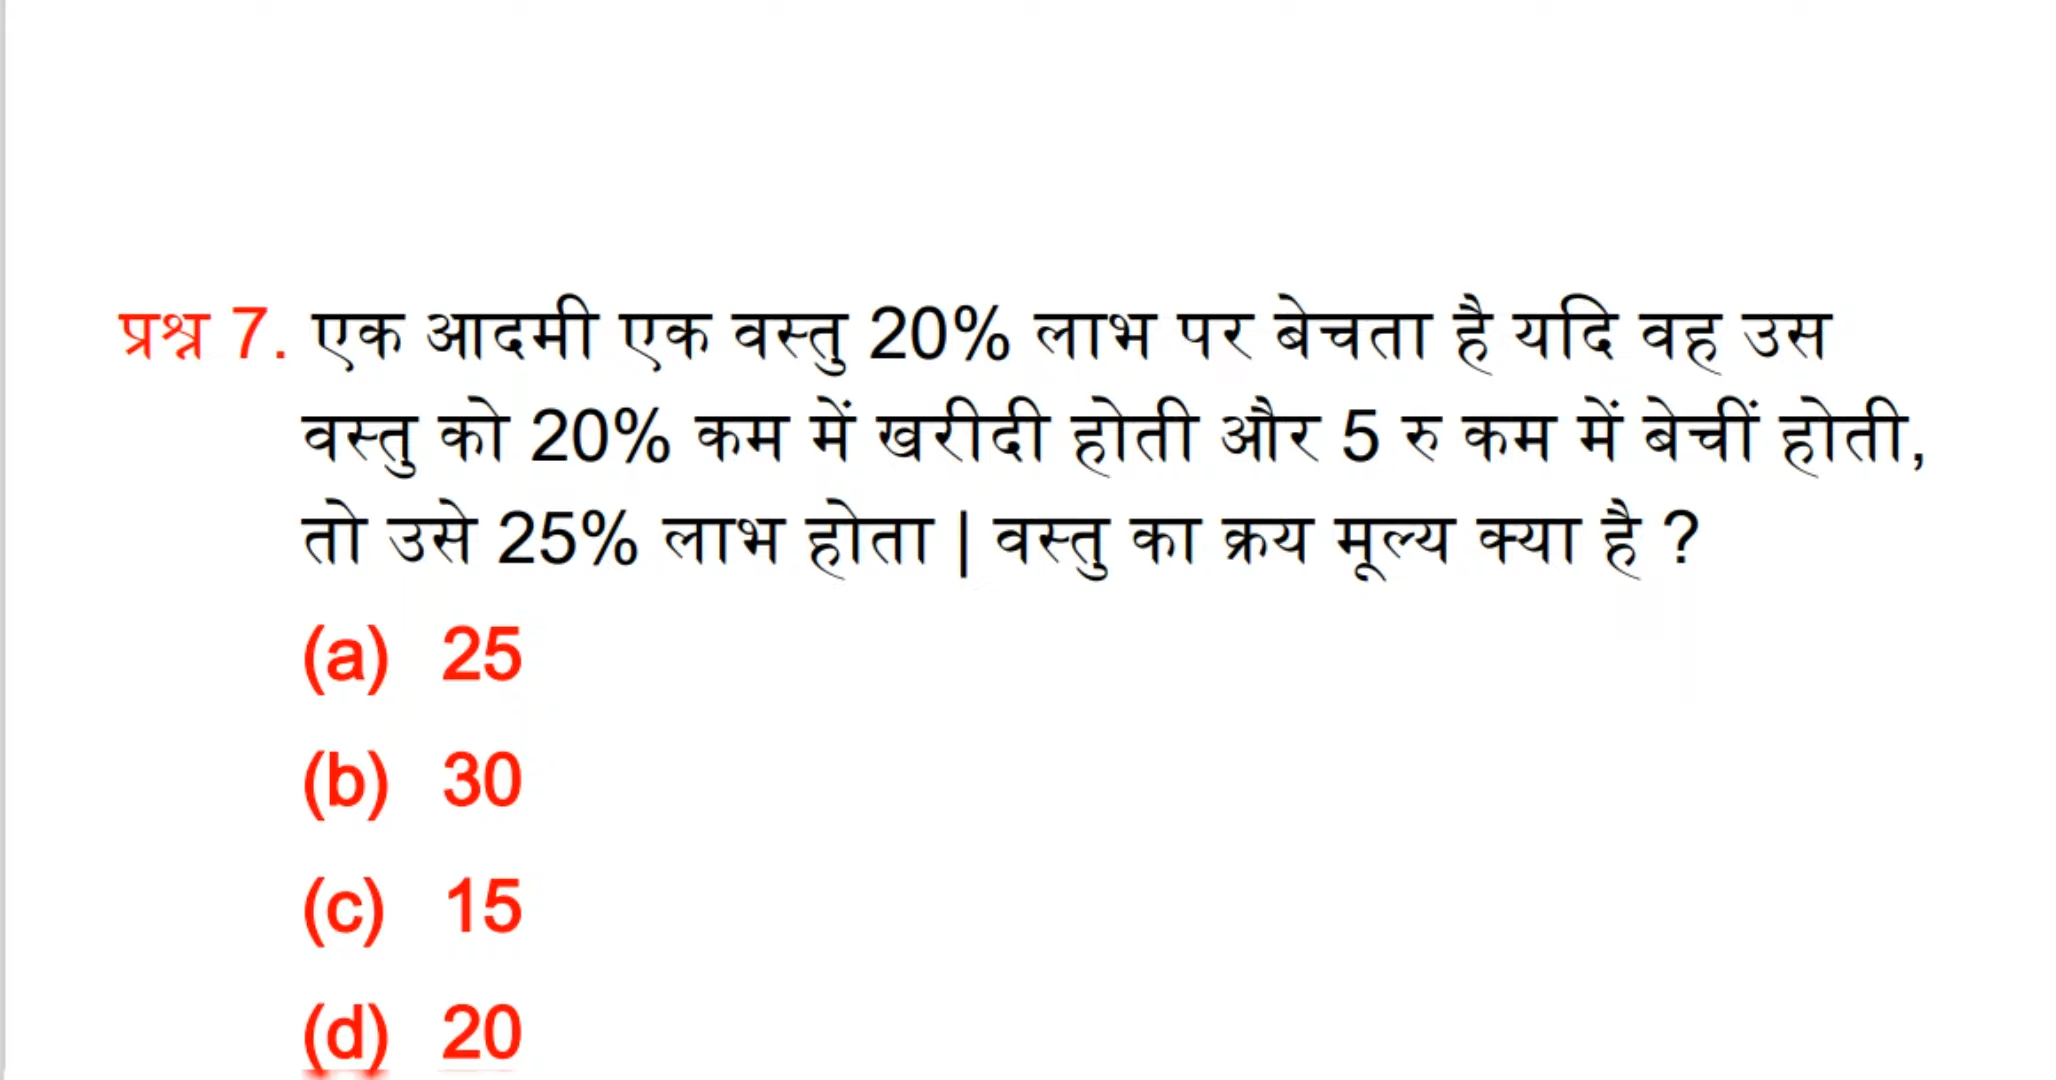 प्रश्न 7. एक आदमी एक वस्तु 20% लाभ पर बेचता है यदि वह उस
वस्तु को 20% कम में खरीदी होती और 5 रु कम में बेचीं होती,
तो उसे 25% लाभ होता | वस्तु का क्रय मूल्य क्या है ?
(a) 25
(b) 30
(c) 15
(d) 20